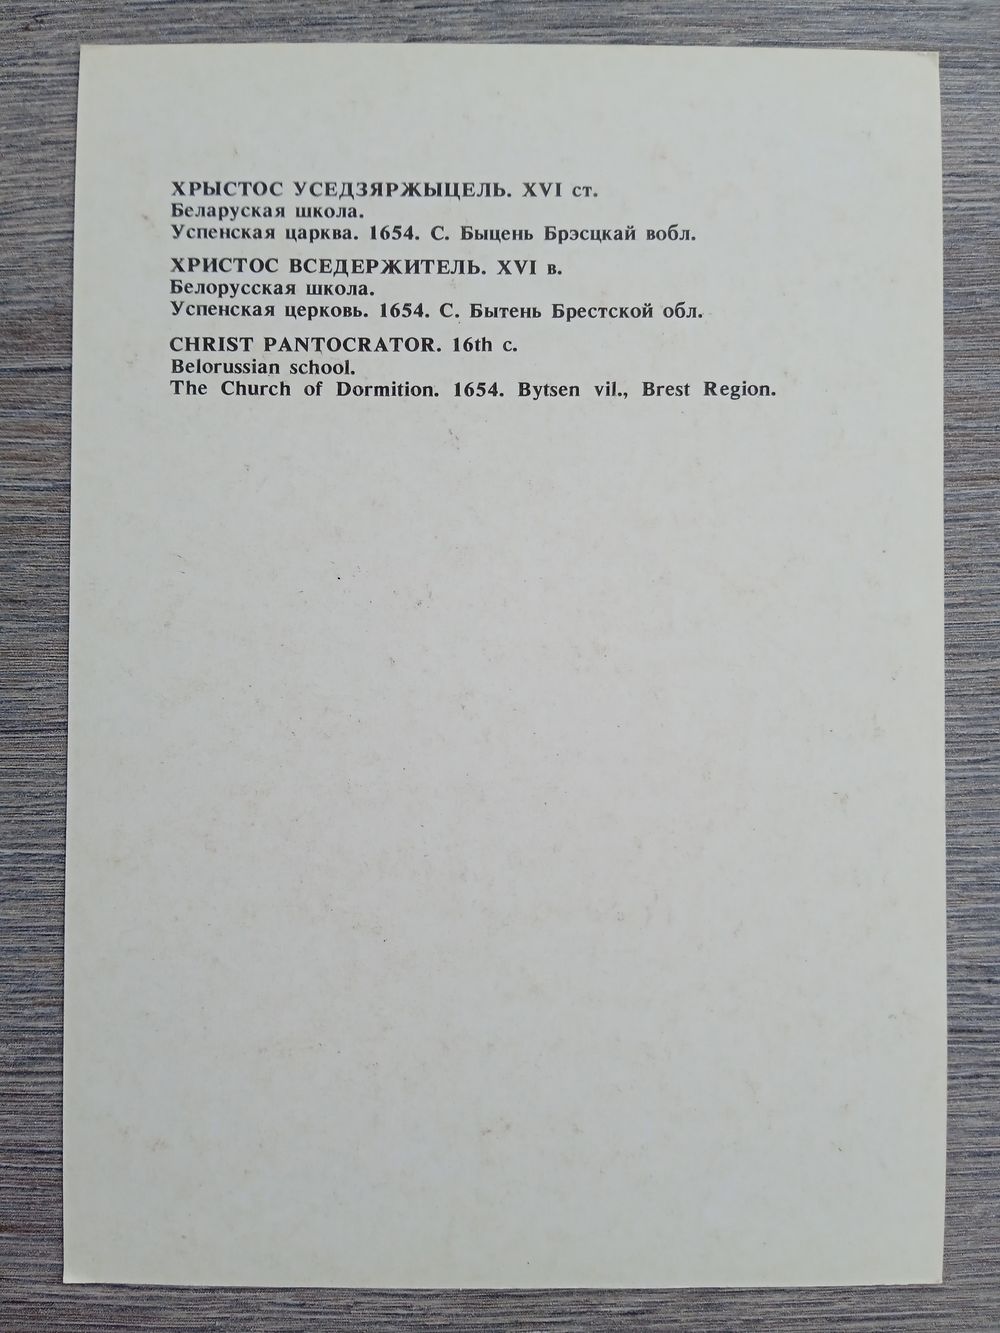 ХРЫСТОС УСЕДЗЯРЖЫЦЕЛЬ. XVI ст.
Беларуская школа.
Успенская царква. 1654. С. Быцень Брэсцкай вобл.
ХРИСТОС ВСЕДЕРЖИТЕЛЬ. XVI в.
Белорусская школа.
Успенская церковь. 1654. С. Бытень Брестской обл.
CHRIST PANTOCRATOR. 16th c.
Belorussian school.
The Church of Dormition. 1654. Bytsen vil., Brest Region.